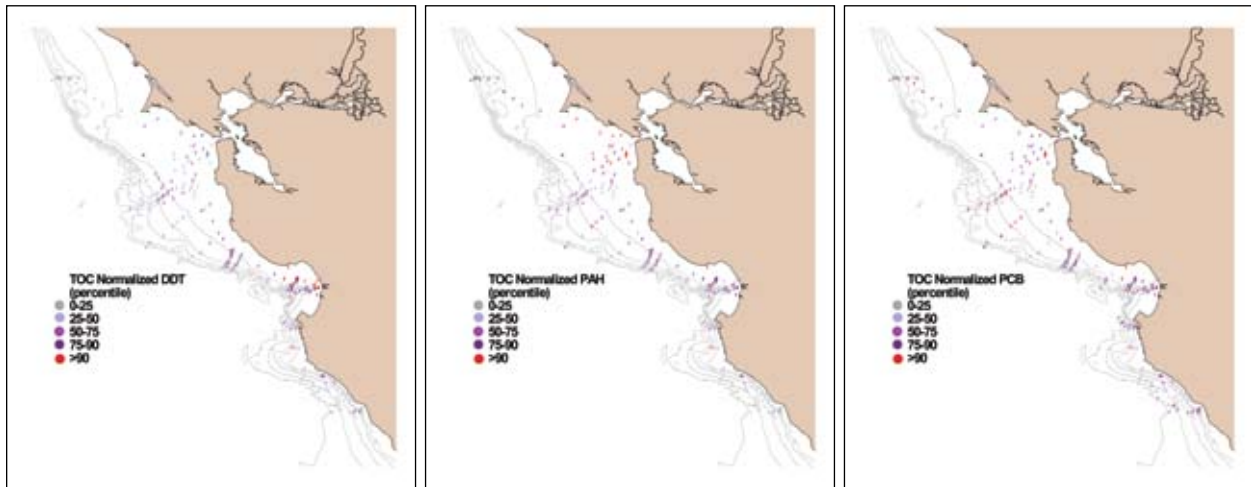 TOC Normalized DDT
(percentile)
0-25
25-50
50-75
75-90
>90
TOC Normalized PAH
(percentile)
0-25
25-50
50-75
75-90
>90
TOC Normalized PCB
(percentile)
0-25
25-50
50-75
75-90
>90